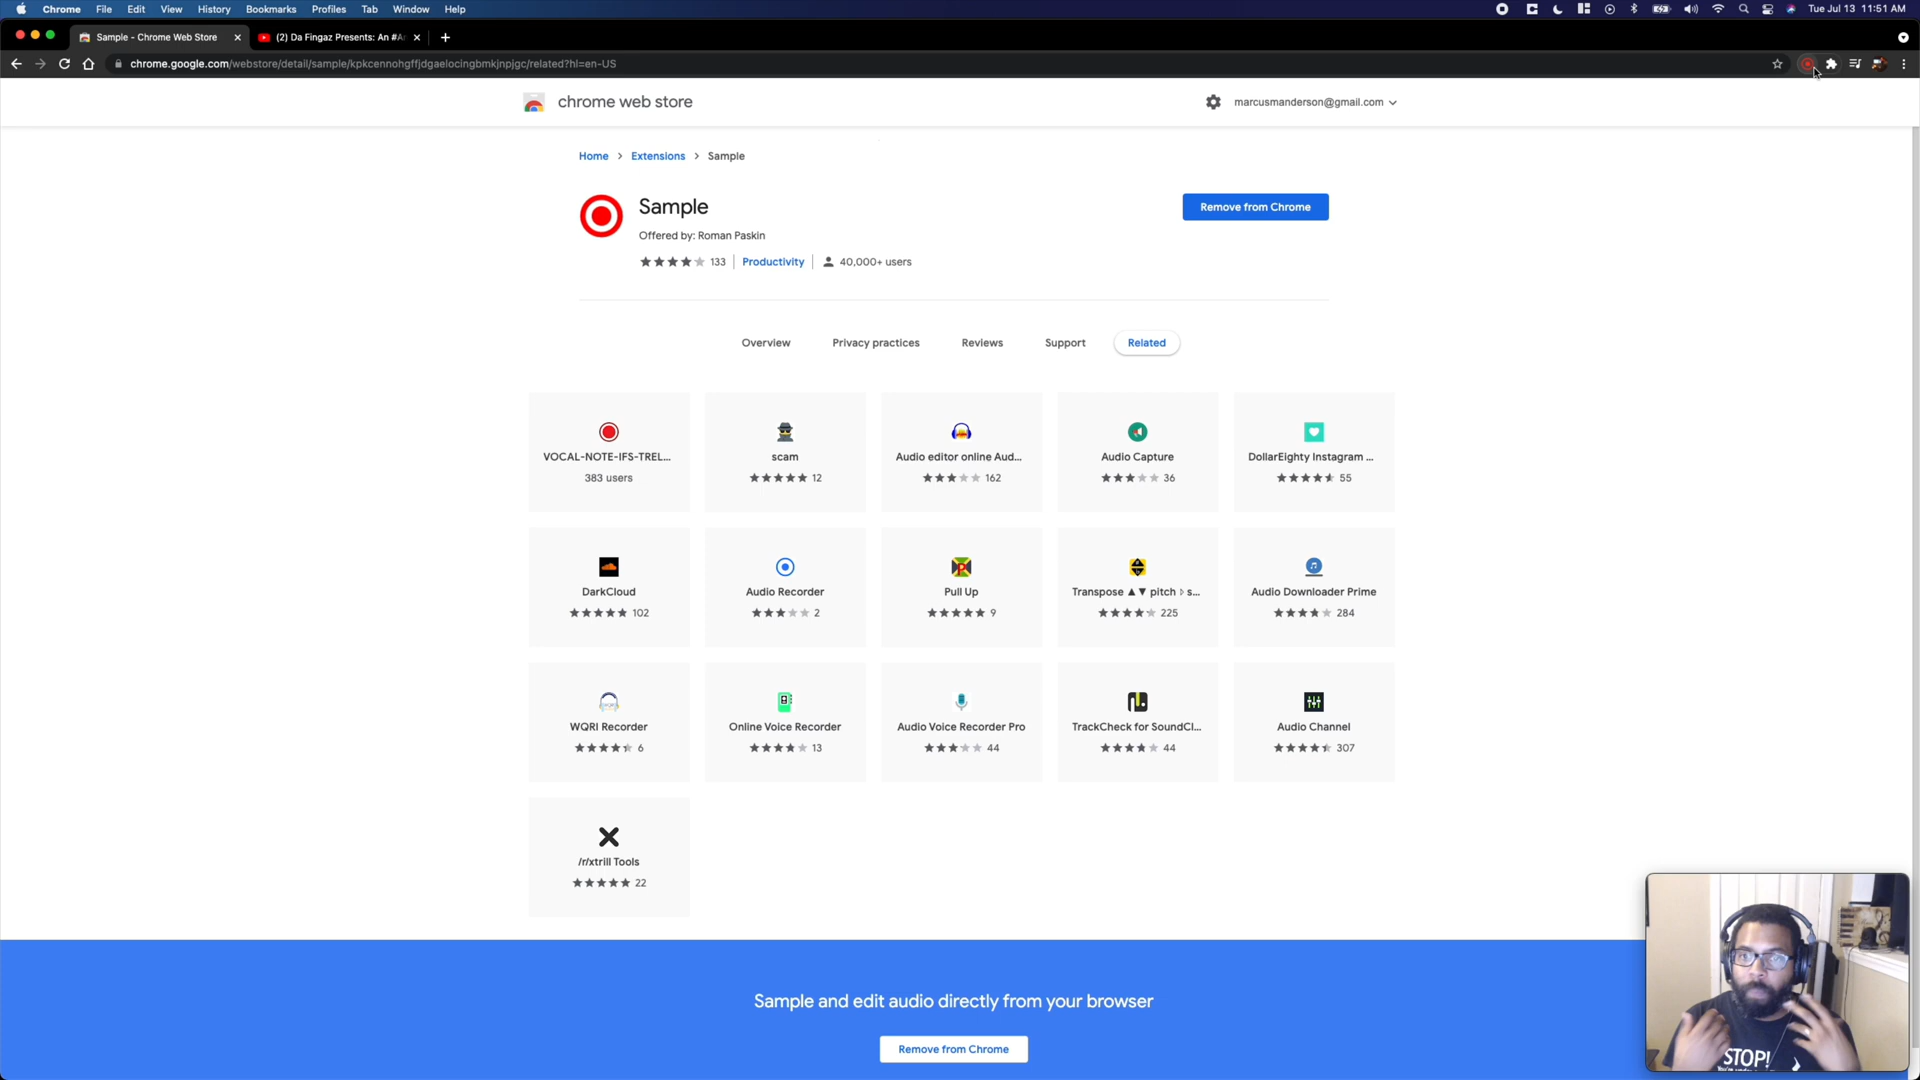 Chrome File Edit View History Bookmarks Profiles Tab Window Help Tue Jul 13 11:51 AM
Sample - Chrome Web Store (2) Da Fingaz Presents: An #A
chrome.google.com/webstore/detail/sample/kpkcennohgffjdgaelocingbmkjnpjgc/related?hl=en-US
chrome web store marcusmanderson@gmail.com
Home > Extensions > Sample
Sample
Remove from Chrome
Offered by: Roman Paskin
133 Productivity 40,000+ users
Overview Privacy practices Reviews Support Related
VOCAL-NOTE-IFS-TREL... scam Audio editor online Aud... Audio Capture DollarEighty Instagram ...
383 users 12 162 36 55
DarkCloud Audio Recorder Pull Up Transpose ▲▼ pitch ▹ s... Audio Downloader Prime
102 2 9 225 284
WQRI Recorder Online Voice Recorder Audio Voice Recorder Pro TrackCheck for SoundCl... Audio Channel
6 13 44 44 307
/r/xtrill Tools
22
Sample and edit audio directly from your browser
Remove from Chrome
STOP!